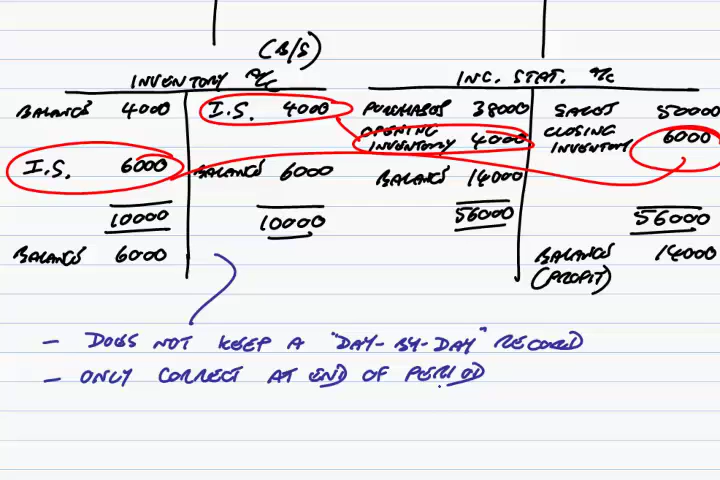 (B/S)
INVENTORY A/C
INC. STAT. A/C
BALANCE 4000 I.S. 4000 PURCHASES 38000 SALES 50000
OPENING INVENTORY 4000 CLOSING INVENTORY 6000
I.S. 6000 BALANCE 6000 BALANCE 14000
10000 10000 56000 56000
BALANCE 6000 BALANCE (PROFIT) 14000
- DOES NOT KEEP A "DAY-BY-DAY" RECORD
- ONLY CORRECT AT END OF PERIOD